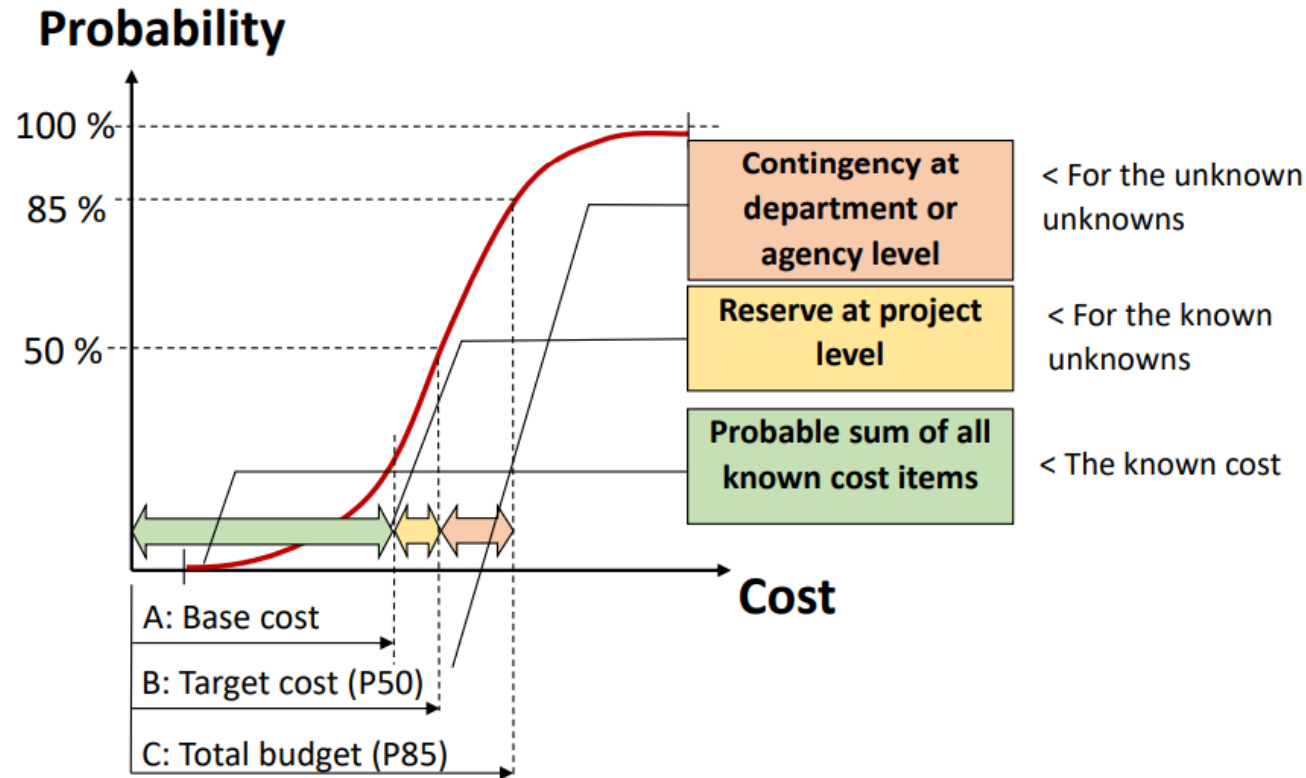 Probability
100 %
85 %
50 %
Contingency at
department or
agency level
< For the unknown
unknowns
Reserve at project
level
< For the known
unknowns
Probable sum of all
known cost items
< The known cost
Cost
A: Base cost
B: Target cost (P50)
C: Total budget (P85)